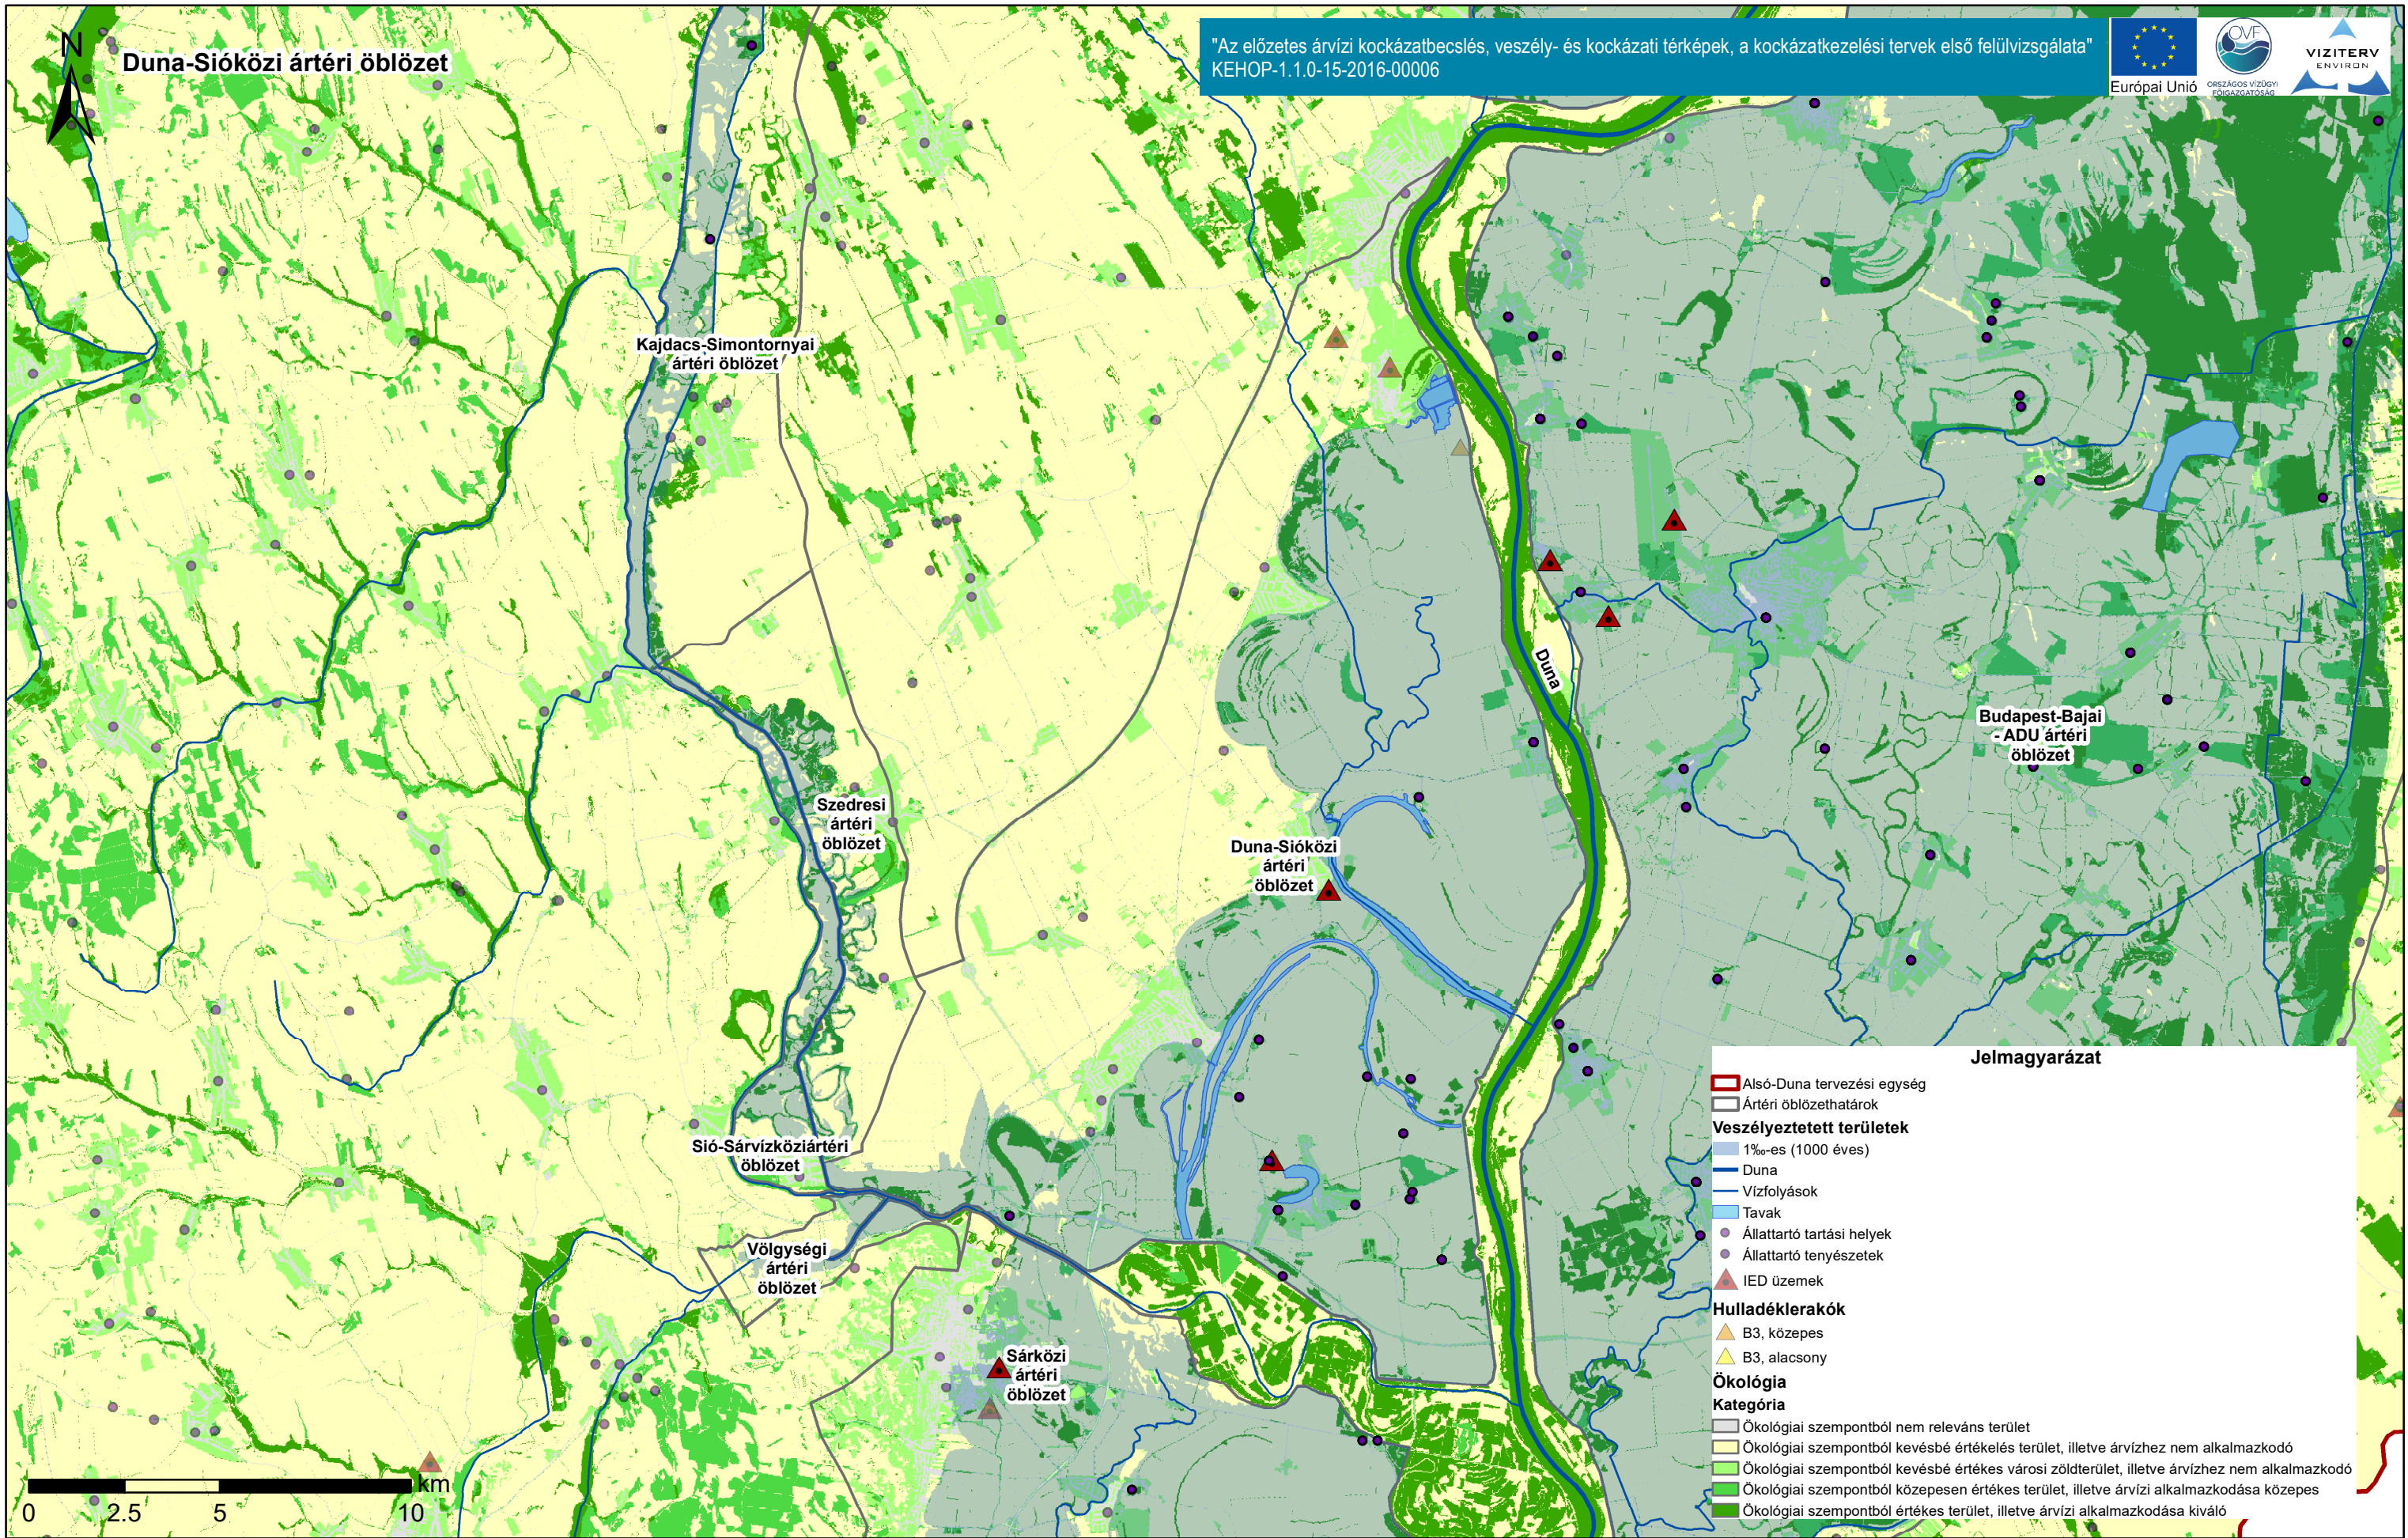 N
Duna-Sióközi ártéri öblözet
"Az előzetes árvízi kockázatbecslés, veszély- és kockázati térképek, a kockázatkezelési tervek első felülvizsgálata"
KEHOP-1.1.0-15-2016-00006
Európai Unió
OVF
ORSZÁGOS VÍZÜGYI
FŐIGAZGATÓSÁG
VIZITERV
ENVIRON
Kajdacs-Simontornyai
ártéri öblözet
Duna
Budapest-Bajai
- ADU ártéri
öblözet
Szedresi
ártéri
öblözet
Duna-Sióközi
ártéri
öblözet
Sió-Sárvízköziártéri
öblözet
Völgységi
ártéri
öblözet
Sárközi
ártéri
öblözet
Jelmagyarázat
Alsó-Duna tervezési egység
Ártéri öblözethatárok
Veszélyeztetett területek
1‰-es (1000 éves)
Duna
Vízfolyások
Tavak
Állattartó tartási helyek
Állattartó tenyészetek
IED üzemek
Hulladéklerakók
B3, közepes
B3, alacsony
Ökológia
Kategória
Ökológiai szempontból nem releváns terület
Ökológiai szempontból kevésbé értékelés terület, illetve árvízhez nem alkalmazkodó
Ökológiai szempontból kevésbé értékes városi zöldterület, illetve árvízhez nem alkalmazkodó
Ökológiai szempontból közepesen értékes terület, illetve árvízi alkalmazkodása közepes
Ökológiai szempontból értékes terület, illetve árvízi alkalmazkodása kiváló
km
0 2.5 5 10